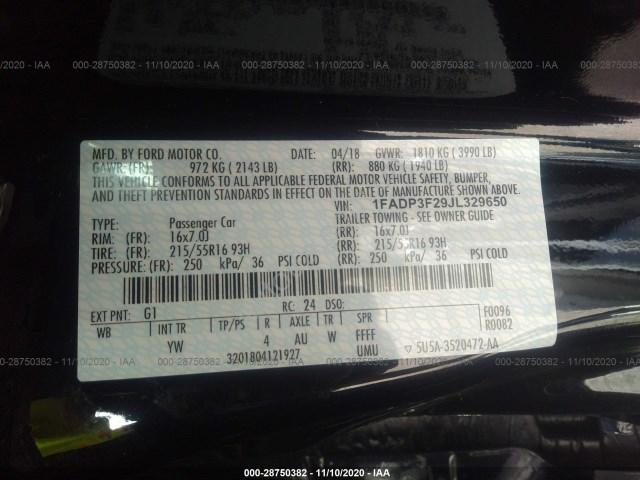 000-28750382 - 11/10/2020 - IAA
MFD. BY FORD MOTOR CO. DATE: 04/18 GVWR: 1810 KG ( 3990 LB)
GAWR: (FR): 972 KG ( 2143 LB) (RR): 880 KG ( 1940 LB)
THIS VEHICLE CONFORMS TO ALL APPLICABLE FEDERAL MOTOR VEHICLE SAFETY, BUMPER,
AND THEFT PREVENTION STANDARDS IN EFFECT ON THE DATE OF MANUFACTURE SHOWN ABOVE.
VIN: 1FADP3F29JL329650
TYPE: Passenger Car TRAILER TOWING - SEE OWNER GUIDE
RIM: (FR): 16x7.0J (RR): 16x7.0J
TIRE: (FR): 215/55R16 93H (RR): 215/55R16 93H
PRESSURE: (FR): 250 kPa/ 36 PSI COLD (RR): 250 kPa/ 36 PSI COLD
EXT PNT: G1 RC: 24 DSO: F0096
WB INT TR TP/PS R AXLE TR SPR R0082
YW 4 AU W FFFF
UMU
3201804121927 5U5A-3520472-AA
000-28750382 - 11/10/2020 - IAA